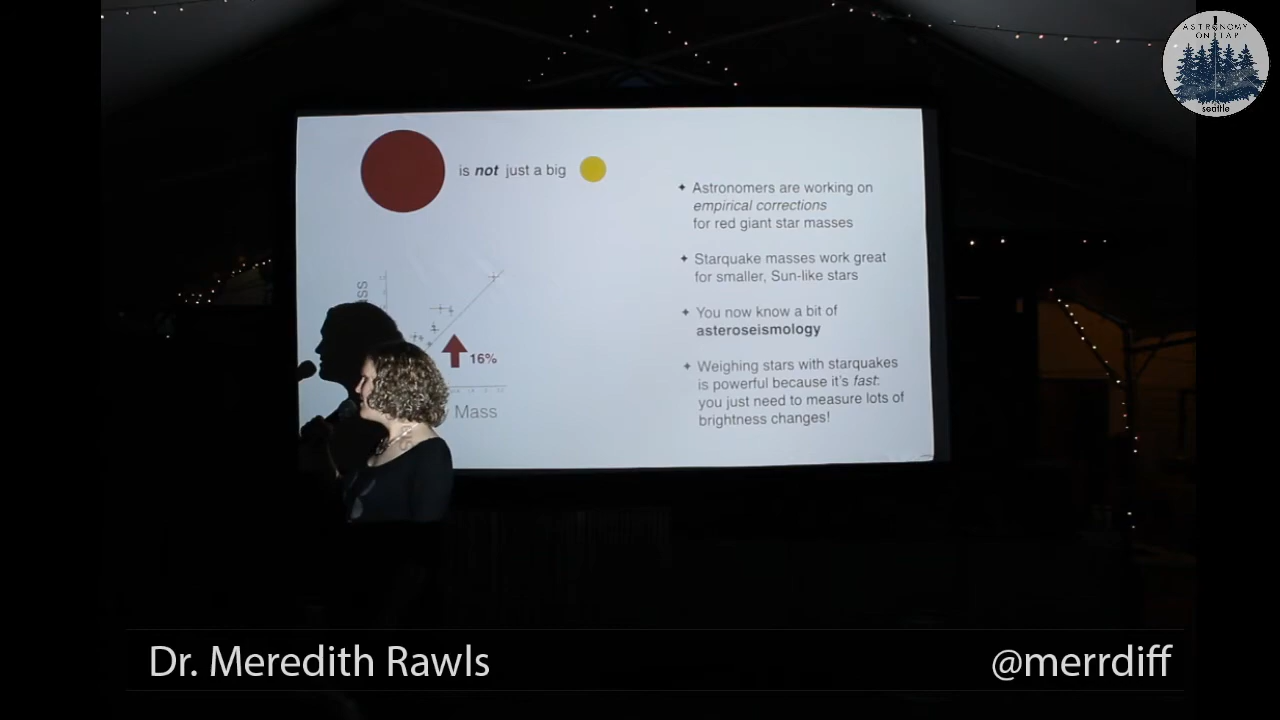 ASTRONOMY
ON TAP
seattle
is not just a big
✦ Astronomers are working on
empirical corrections
for red giant star masses
✦ Starquake masses work great
for smaller, Sun-like stars
✦ You now know a bit of
asteroseismology
✦ Weighing stars with starquakes
is powerful because it's fast:
you just need to measure lots of
brightness changes!
16%
Mass
Dr. Meredith Rawls
@merrdiff